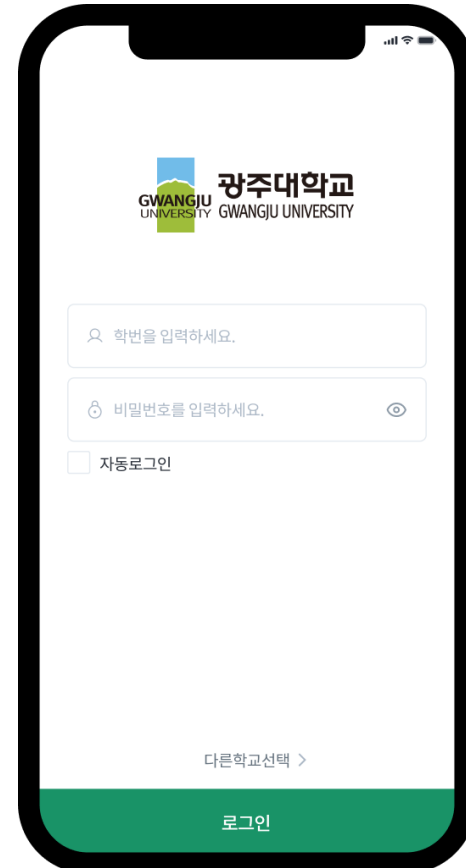 광주대학교
GWANGJU
UNIVERSITY
GWANGJU UNIVERSITY
학번을 입력하세요.
비밀번호를 입력하세요.
자동로그인
다른학교선택
로그인